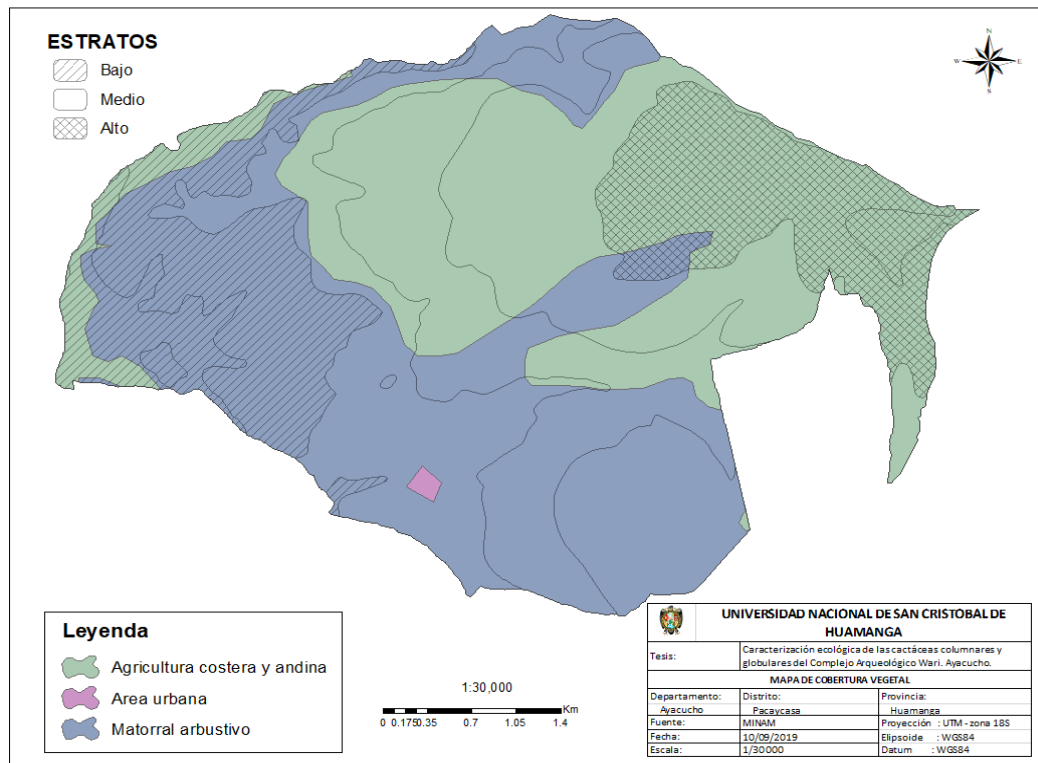 ESTRATOS
Bajo
Medio
Alto
N
W E
S
Leyenda
Agricultura costera y andina
Area urbana
Matorral arbustivo
1:30,000
Km
0 0.175 0.35 0.7 1.05 1.4
UNIVERSIDAD NACIONAL DE SAN CRISTOBAL DE
HUAMANGA
Tesis: Caracterización ecológica de las cactáceas columnares y
globulares del Complejo Arqueológico Wari. Ayacucho.
MAPA DE COBERTURA VEGETAL
Departamento: Distrito: Provincia:
Ayacucho Pacaycasa Huamanga
Fuente: MINAM Proyección : UTM - zona 18S
Fecha: 10/09/2019 Elipsoide : WGS84
Escala: 1/30000 Datum : WGS84